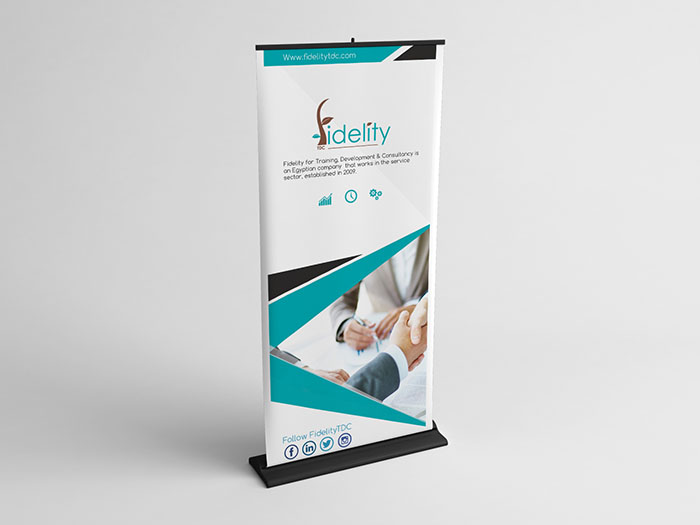 Www.fidelitytdc.com
fidelity
TDC
Fidelity for Training, Development & Consultancy is
an Egyptian company that works in the service
sector, established in 2009.
Follow FidelityTDC